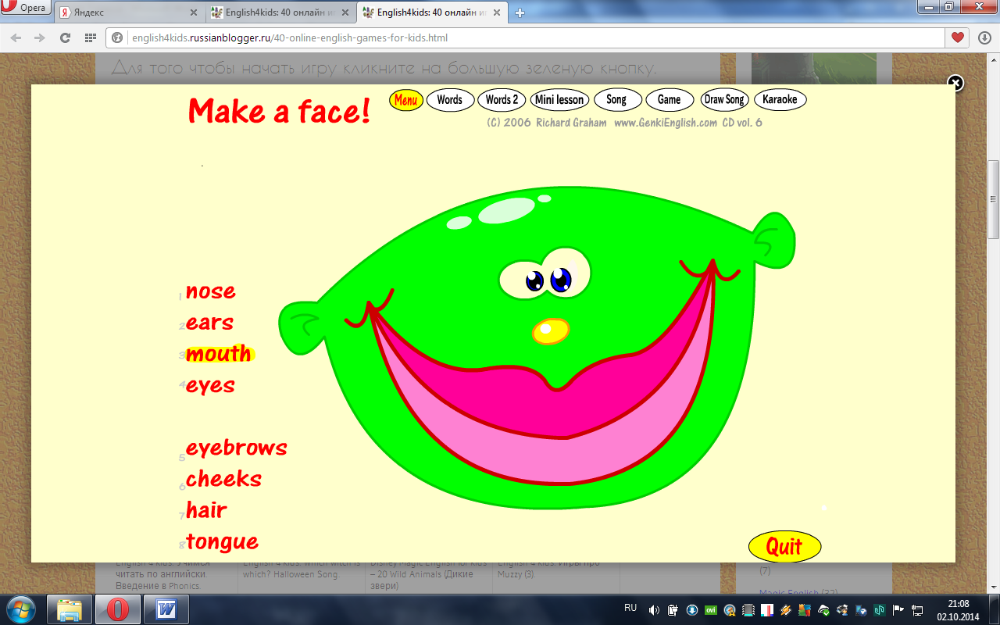 Opera
Яндекс
English4kids: 40 онлайн иг
English4kids: 40 онлайн иг
english4kids.russianblogger.ru/40-online-english-games-for-kids.html
Для того чтобы начать игру кликните на большую зеленую кнопку.
Make a face!
Menu
Words
Words 2
Mini lesson
Song
Game
Draw Song
Karaoke
(C) 2006 Richard Graham www.GenkiEnglish.com CD vol. 6
1 nose
2 ears
3 mouth
4 eyes
5 eyebrows
6 cheeks
7 hair
8 tongue
Quit
English 4 kids. Учимся
читать по английски.
Введение в Phonics.
English 4 kids. Which witch is
which? Halloween Song.
Disney Magic English for kids
– 20 Wild Animals (Дикие
звери)
English 4 kids. Игры про
Muzzy (3).
(7)
Magic English (32)
RU
ovi
21:08
02.10.2014